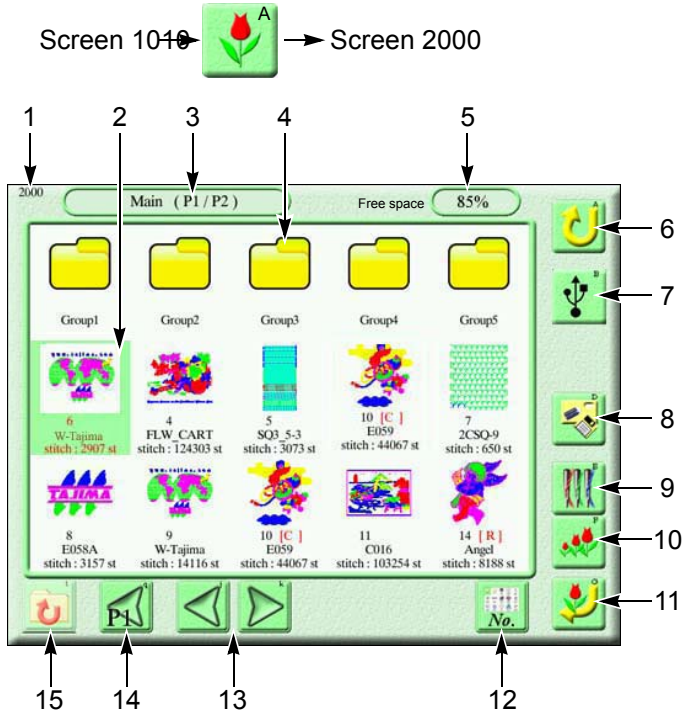 A
Screen 1010 Screen 2000
1 2 3 4 5
2000 Main ( P1 / P2 ) Free space 85% A
6
B
7
Group1 Group2 Group3 Group4 Group5
www.tajima.com
D
8
6 4 5 10 [C ] 7
W-Tajima FLW_CART SQ3_5-3 E059 2CSQ-9
stitch : 2907 st stitch : 124303 st stitch : 3073 st stitch : 44067 st stitch : 650 st
E
9
TAJIMA
P
10
8 9 10 [C ] 11 14 [ R ]
E058A W-Tajima E059 C016 Angel
stitch : 3157 st stitch : 14116 st stitch : 44067 st stitch : 103254 st stitch : 8188 st
O
11
P1 No.
15 14 13 12